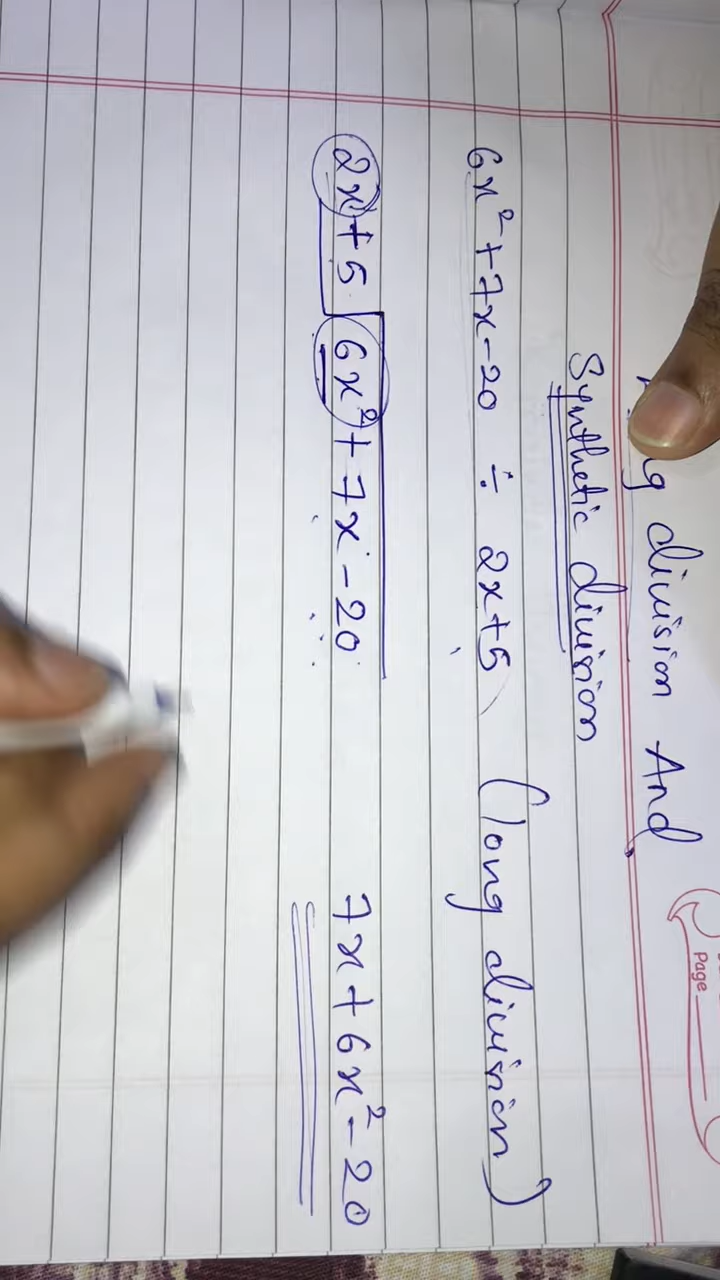 division And
Synthetic division
Page
6x² + 7x - 20 ÷ 2x + 5 (long division)
2x + 5 6x² + 7x - 20 7x + 6x² - 20